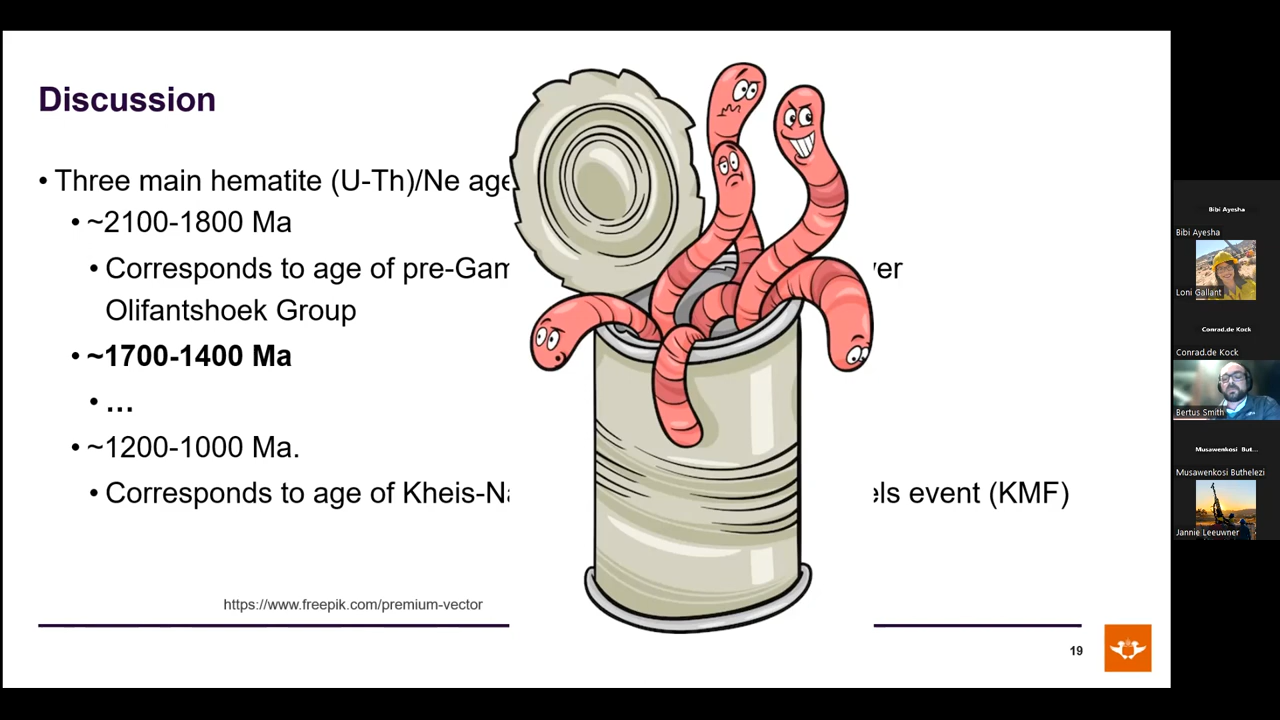 Discussion
• Three main hematite (U-Th)/Ne age
• ~2100-1800 Ma
• Corresponds to age of pre-Gam
ver
Olifantshoek Group
• ~1700-1400 Ma
• ...
• ~1200-1000 Ma.
• Corresponds to age of Kheis-Na
els event (KMF)
https://www.freepik.com/premium-vector
19
Bibi Ayesha
Bibi Ayesha
Loni Gallant
Conrad.de Kock
Conrad.de Kock
Bertus Smith
Musawenkosi But...
Musawenkosi Buthelezi
Jannie Leeuwner